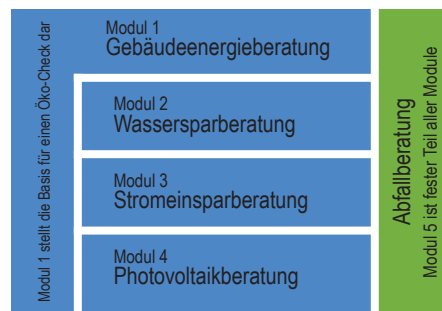 Modul 1 stellt die Basis für einen Öko-Check dar
Modul 1
Gebäudeenergieberatung
Modul 2
Wassersparberatung
Modul 3
Stromeinsparberatung
Modul 4
Photovoltaikberatung
Abfallberatung
Modul 5 ist fester Teil aller Module